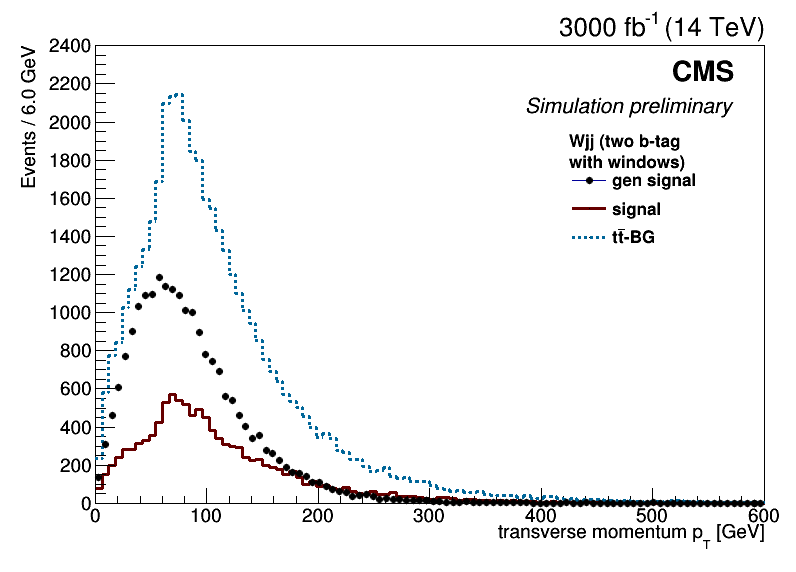 3000 fb-1 (14 TeV)
CMS
Simulation preliminary
Wjj (two b-tag
with windows)
gen signal
signal
tt̄-BG
Events / 6.0 GeV
2400
2200
2000
1800
1600
1400
1200
1000
800
600
400
200
0
0 100 200 300 400 500 600
transverse momentum pT [GeV]